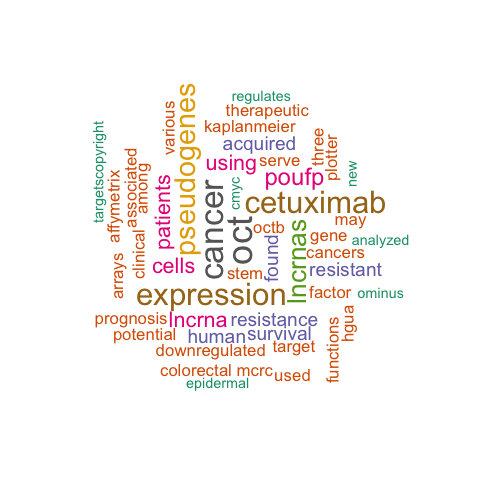 regulates
therapeutic
kaplanmeier
acquired
various
pseudogenes
targetscopyright
affymetrix
associated
among
patients
using
serve
three
plotter
new
cancer
cmyc
poufp
cetuximab
oct
octb
may
gene
analyzed
arrays
clinical
cells
stem
found
lncrnas
cancers
resistant
expression
factor
ominus
prognosis
lncrna
resistance
potential
human
survival
functions
hgua
downregulated
target
colorectal
mcrc
used
epidermal